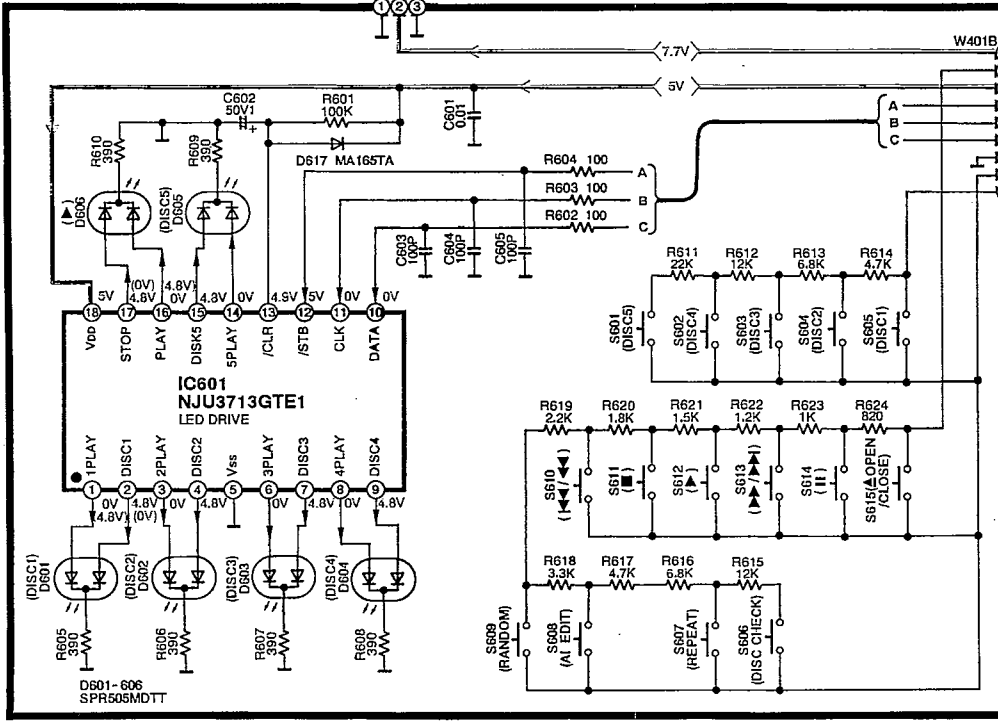 1 2 3
W401B
7.7V
5V
C602
50V1
+
R601
100K
C601
0.01
A
B
C
R610
390
R609
390
D617 MA165TA
R604 100
A
R603 100
B
R602 100
C
(▲)
D606
(DISC5)
D605
C603
100P
C604
100P
C605
100P
R611
22K
R612
12K
R613
6.8K
R614
4.7K
5V
(0V)
4.8V
(4.8V)
0V
4.8V
0V
4.9V
5V
0V
0V
18 17 16 15 14 13 12 11 10
VDD
STOP
PLAY
DISK5
5PLAY
/CLR
/STB
CLK
DATA
S601
(DISC5)
S602
(DISC4)
S603
(DISC3)
S604
(DISC2)
S605
(DISC1)
IC601
NJU3713GTE1
LED DRIVE
1PLAY
DISC1
2PLAY
DISC2
Vss
3PLAY
DISC3
4PLAY
DISC4
1 2 3 4 5 6 7 8 9
0V
(4.8V)
4.8V
(0V)
0V
4.8V
0V
4.8V
0V
4.8V
R619
2.2K
R620
1.8K
R621
1.5K
R622
1.2K
R623
1K
R624
820
S610
(I◀◀/◀◀)
S611
(■)
S612
(▶)
S613
(▶▶/▶▶I)
S614
(II)
S615(▲OPEN
/CLOSE)
(DISC1)
D601
(DISC2)
D602
(DISC3)
D603
(DISC4)
D604
R618
3.3K
R617
4.7K
R616
6.8K
R615
12K
R605
390
R606
390
R607
390
R608
390
S609
(RANDOM)
S608
(AI EDIT)
S607
(REPEAT)
S606
(DISC CHECK)
D601-606
SPR505MDTT